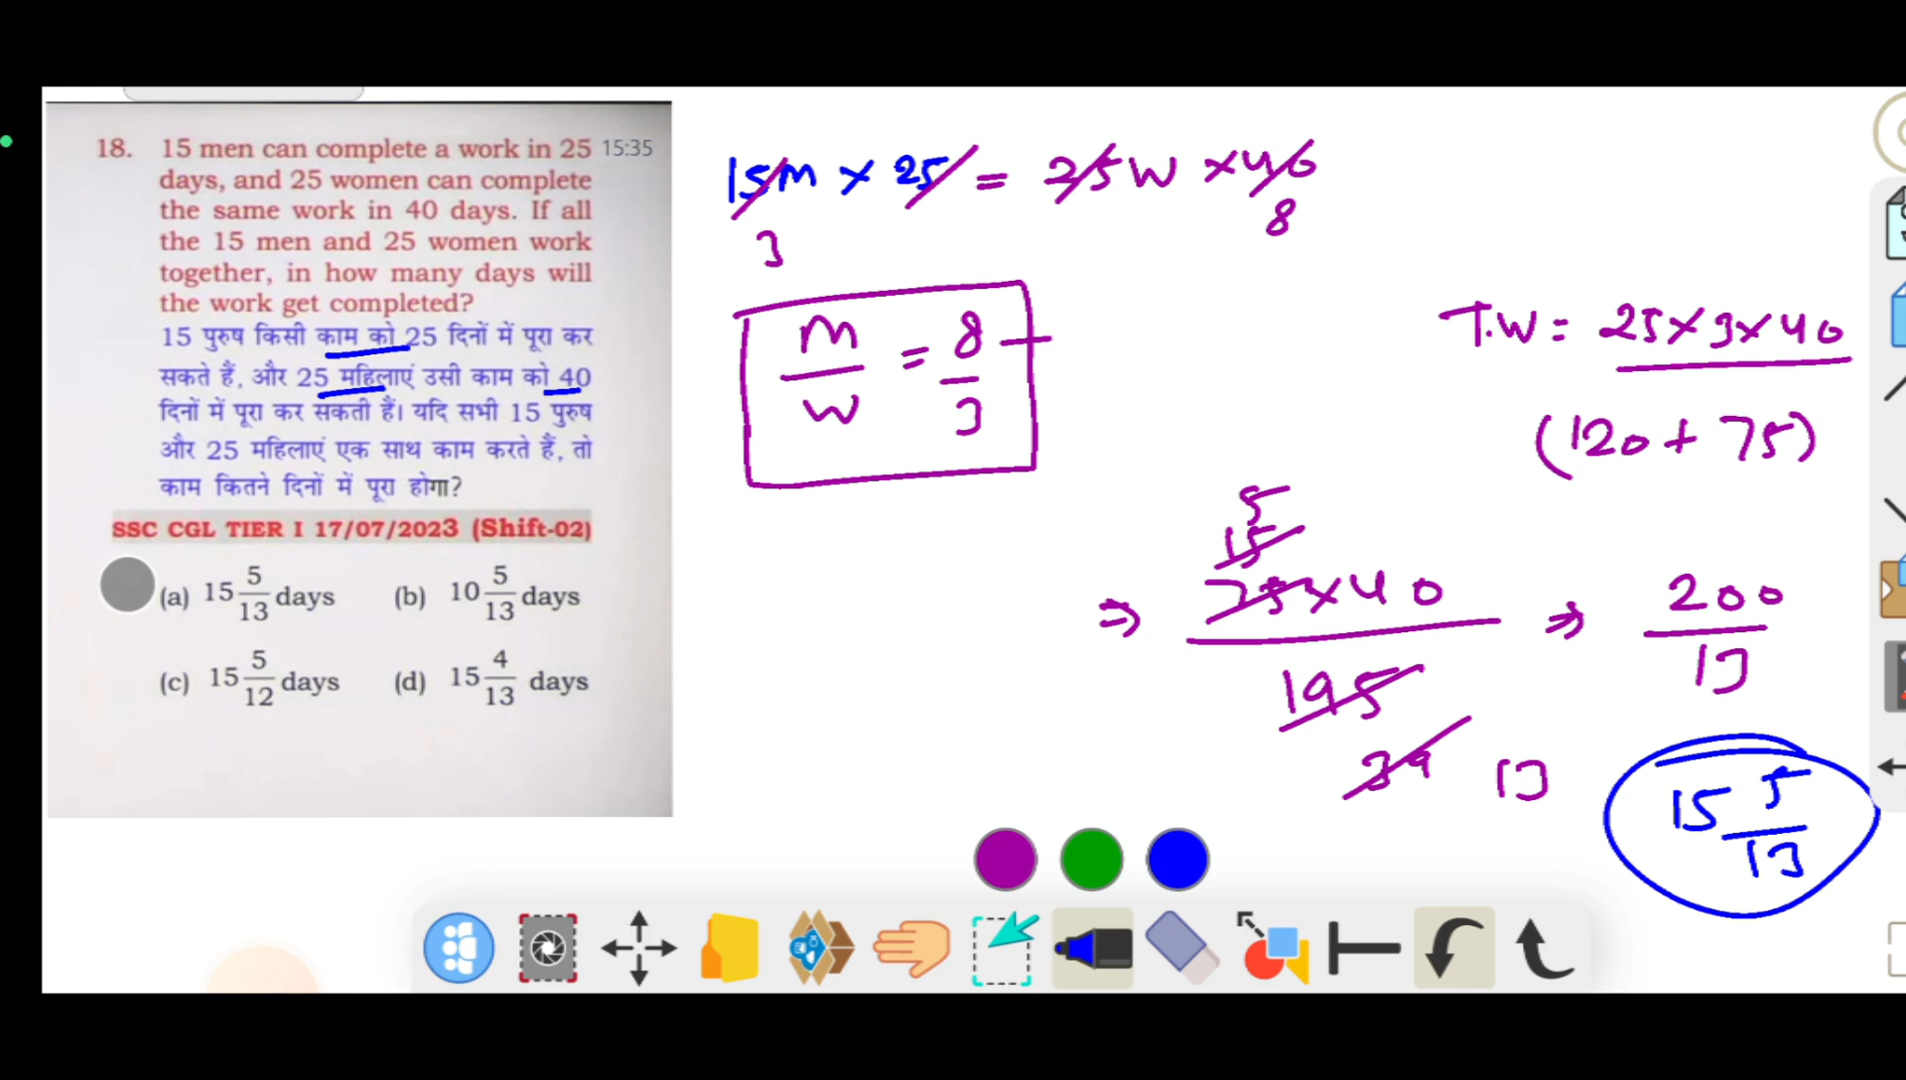 18. 15 men can complete a work in 25 15:35
days, and 25 women can complete
the same work in 40 days. If all
the 15 men and 25 women work
together, in how many days will
the work get completed?
15 पुरुष किसी काम को 25 दिनों में पूरा कर
सकते हैं, और 25 महिलाएं उसी काम को 40
दिनों में पूरा कर सकती हैं। यदि सभी 15 पुरुष
और 25 महिलाएं एक साथ काम करते हैं, तो
काम कितने दिनों में पूरा होगा?
SSC CGL TIER I 17/07/2023 (Shift-02)
(a) 15 5/13 days (b) 10 5/13 days
(c) 15 5/12 days (d) 15 4/13 days
15M × 25 = 25W × 40
3 8
M/W = 8/3
T.W = 25×3×40
(120 + 75)
5
15
⇒ 75×40/195 ⇒ 200/13
39 13
15 5/13